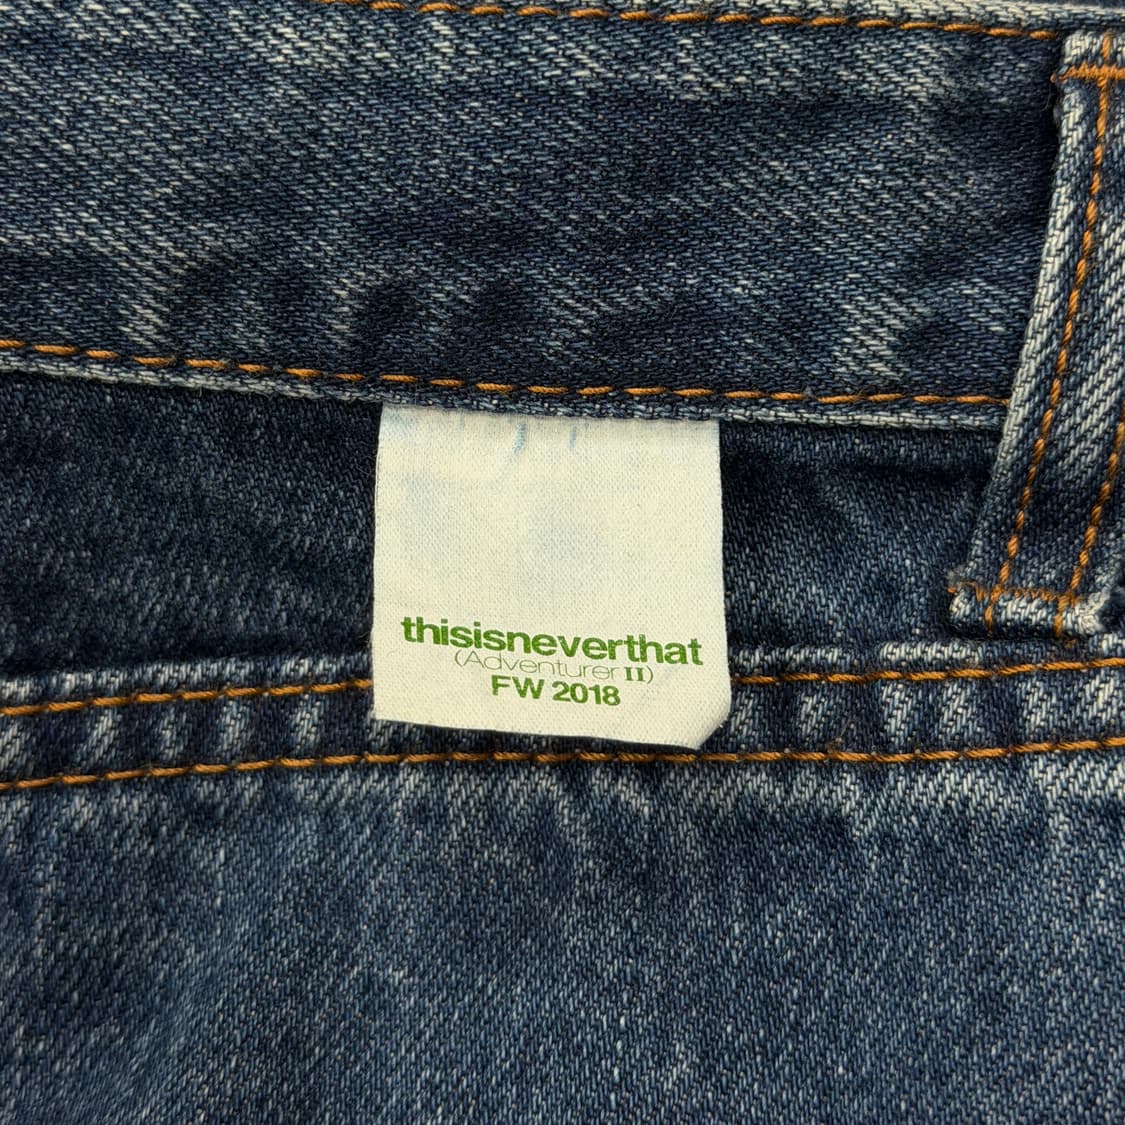 thisisneverthat
(Adventurer II)
FW 2018